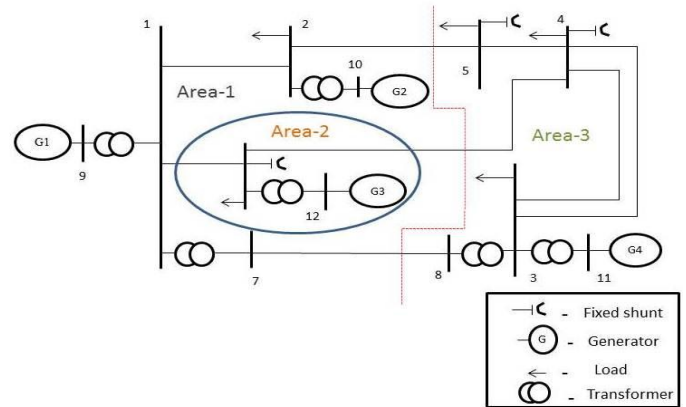 1
2
4
5
10
G2
Area-1
Area-2
Area-3
G1
9
G3
12
7
8
3
11
G4
- Fixed shunt
G - Generator
- Load
- Transformer